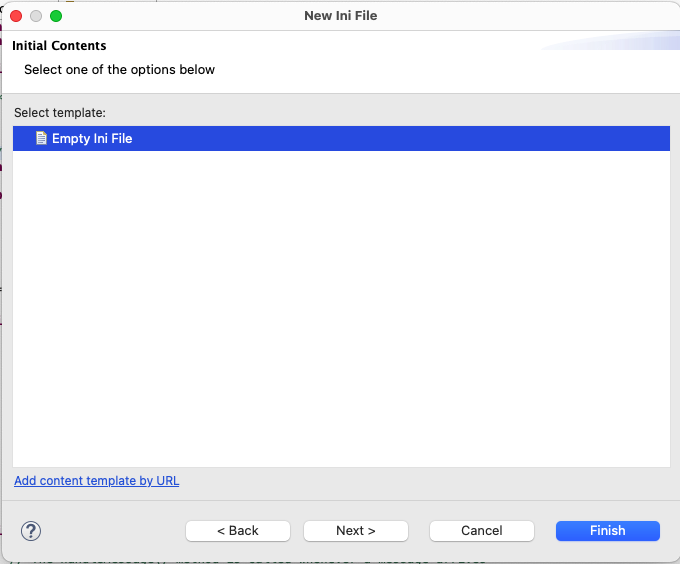 New Ini File
Initial Contents
Select one of the options below
Select template:
Empty Ini File
Add content template by URL
?
< Back
Next >
Cancel
Finish